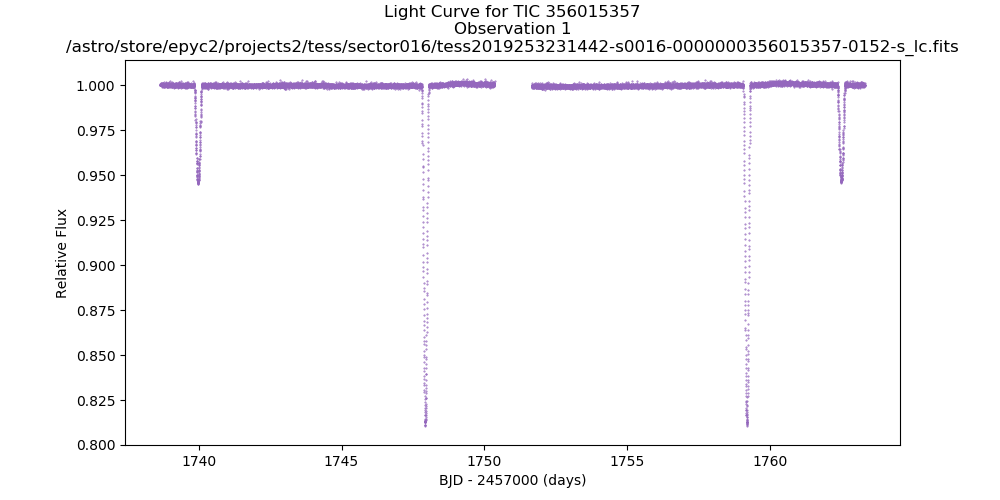 Light Curve for TIC 356015357
Observation 1
/astro/store/epyc2/projects2/tess/sector016/tess2019253231442-s0016-0000000356015357-0152-s_lc.fits
1.000
0.975
0.950
0.925
0.900
0.875
0.850
0.825
0.800
Relative Flux
1740
1745
1750
1755
1760
BJD - 2457000 (days)